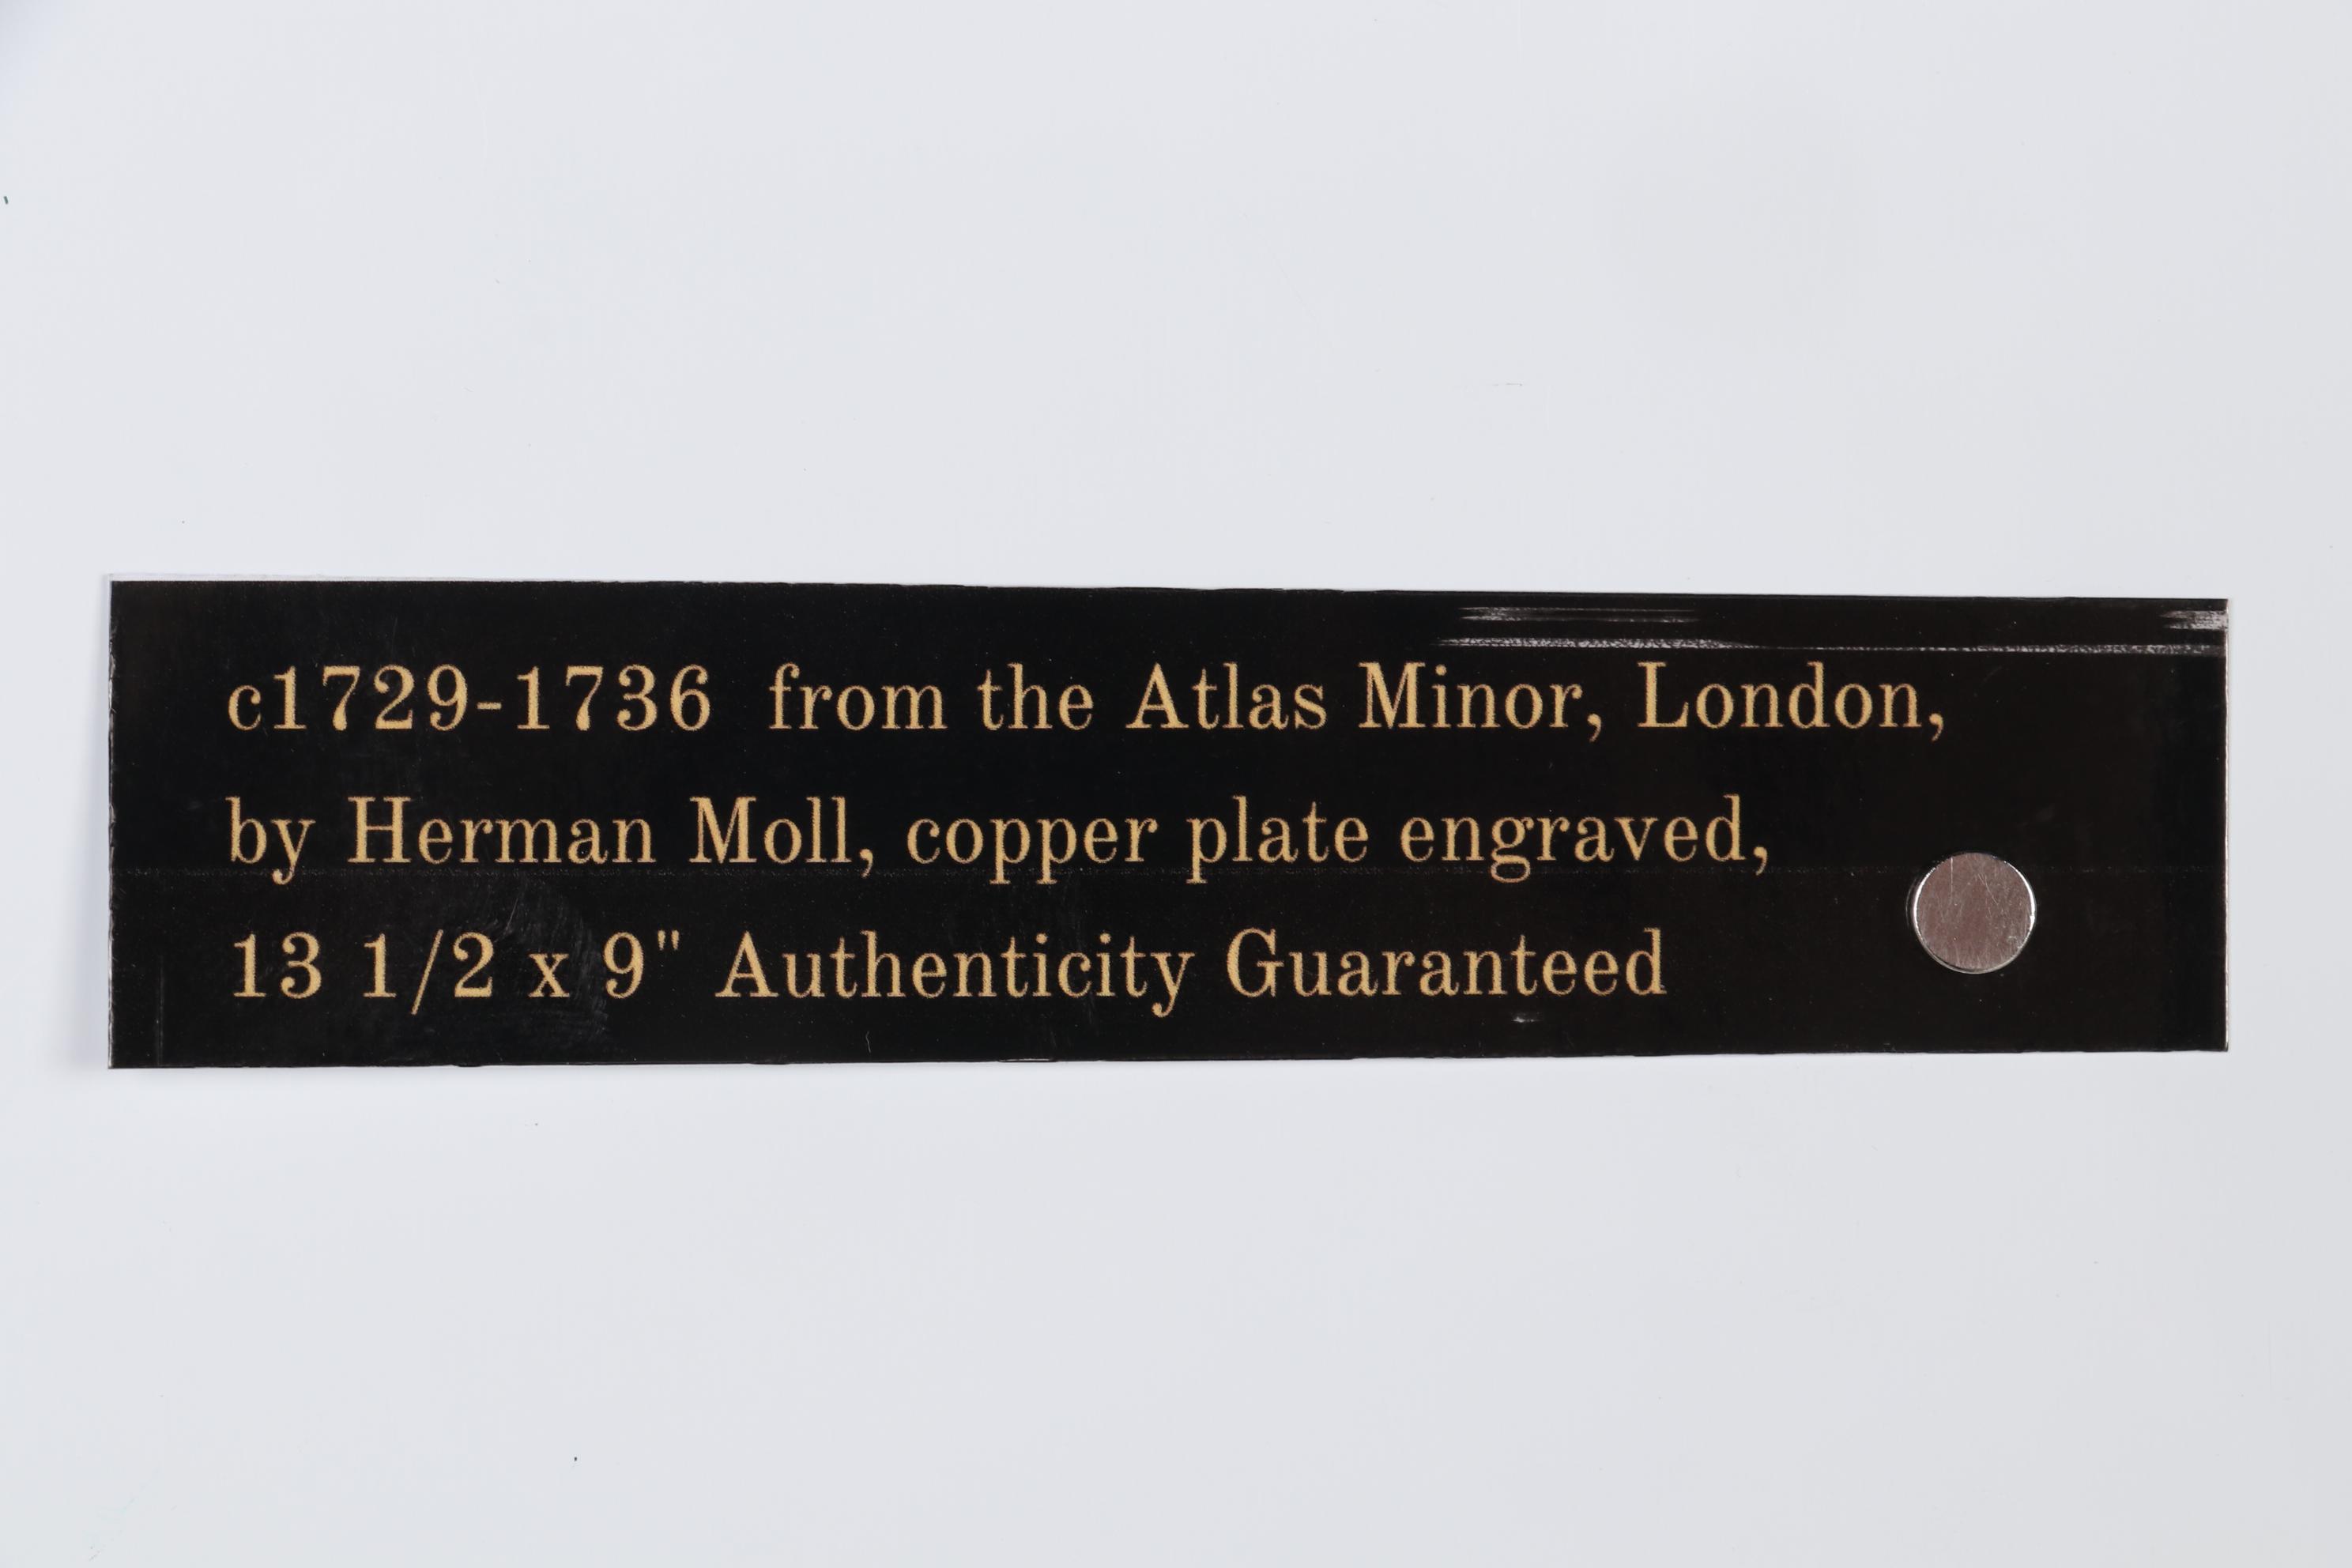 c1729-1736  from the Atlas Minor, London,
by Herman Moll, copper plate engraved,
13 1/2 x 9" Authenticity Guaranteed